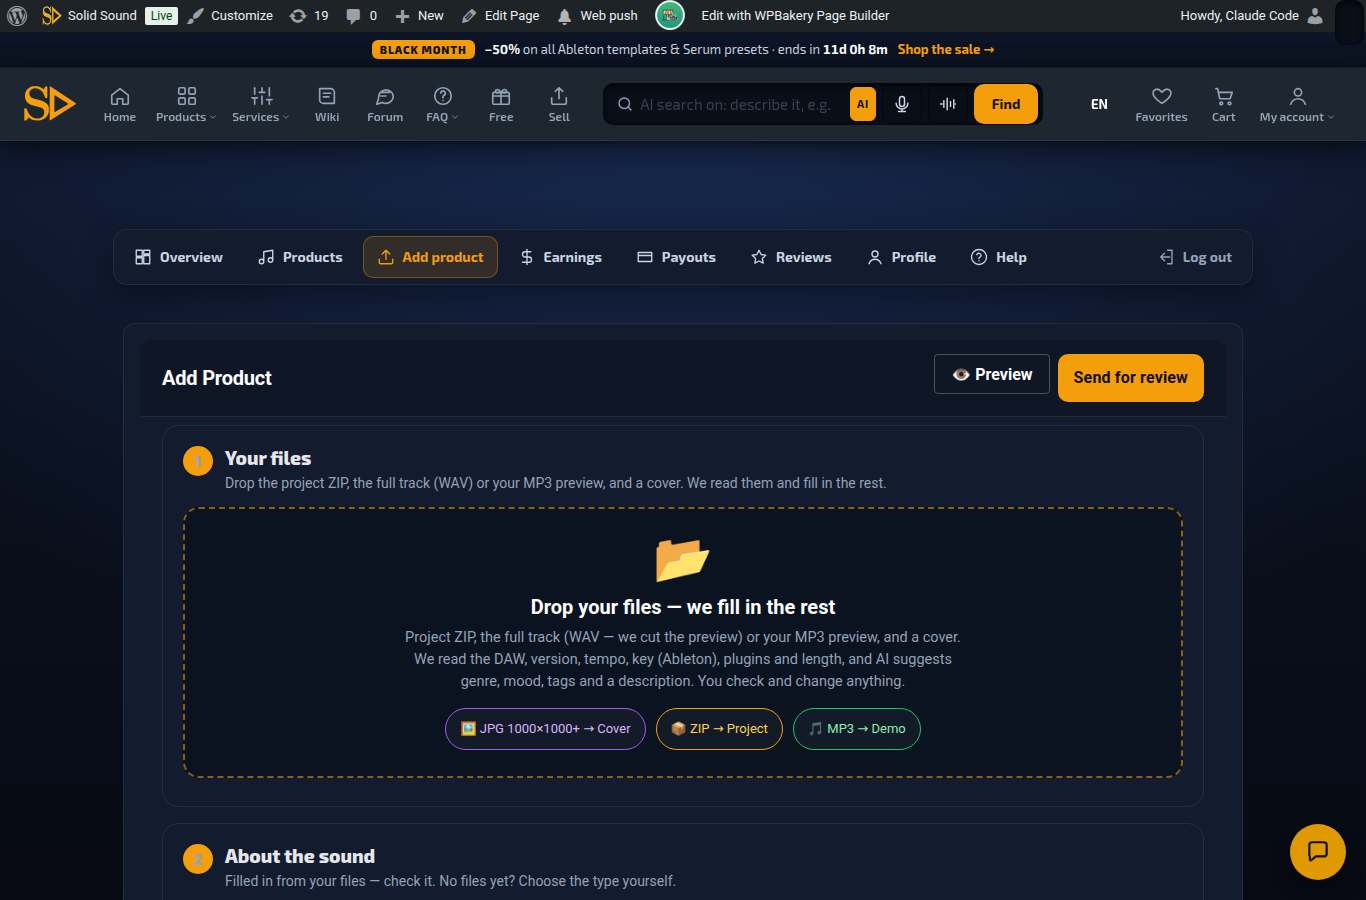 Solid Sound Live Customize 19 0 New Edit Page Web push Edit with WPBakery Page Builder Howdy, Claude Code
BLACK MONTH −50% on all Ableton templates & Serum presets · ends in 11d 0h 8m Shop the sale →
Home Products Services Wiki Forum FAQ Free Sell
AI search on: describe it, e.g. AI Find
EN Favorites Cart My account
Overview Products Add product Earnings Payouts Reviews Profile Help Log out
Add Product
Preview Send for review
1 Your files
Drop the project ZIP, the full track (WAV) or your MP3 preview, and a cover. We read them and fill in the rest.
Drop your files — we fill in the rest
Project ZIP, the full track (WAV — we cut the preview) or your MP3 preview, and a cover.
We read the DAW, version, tempo, key (Ableton), plugins and length, and AI suggests
genre, mood, tags and a description. You check and change anything.
JPG 1000×1000+ → Cover ZIP → Project MP3 → Demo
2 About the sound
Filled in from your files — check it. No files yet? Choose the type yourself.